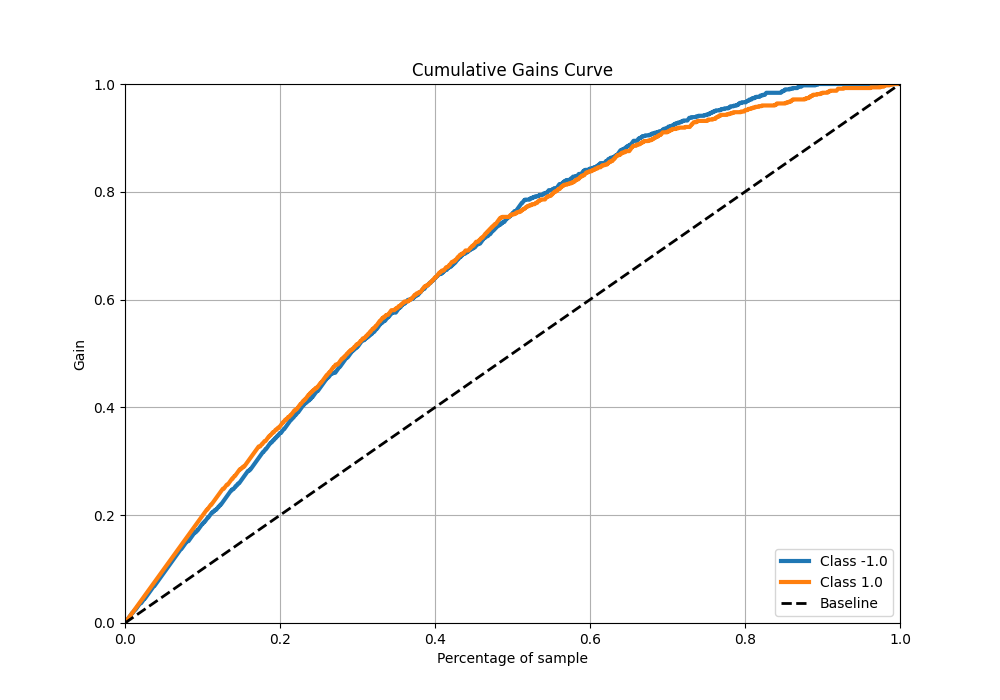 Cumulative Gains Curve
1.0
0.8
0.6
0.4
0.2
0.0
Gain
0.0 0.2 0.4 0.6 0.8 1.0
Percentage of sample
Class -1.0
Class 1.0
Baseline